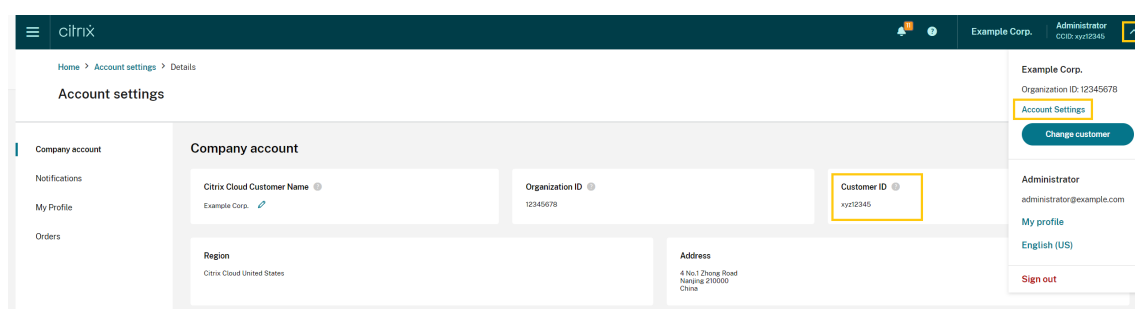 citrix
11
?
Example Corp.
Administrator
CCID: xyz12345
Home > Account settings > Details
Account settings
Example Corp.
Organization ID: 12345678
Account Settings
Change customer
Administrator
administrator@example.com
My profile
English (US)
Sign out
Company account
Notifications
My Profile
Orders
Company account
Citrix Cloud Customer Name ?
Example Corp.
Organization ID ?
12345678
Customer ID ?
xyz12345
Region
Citrix Cloud United States
Address
4 No.1 Zhong Road
Nanjing 210000
China